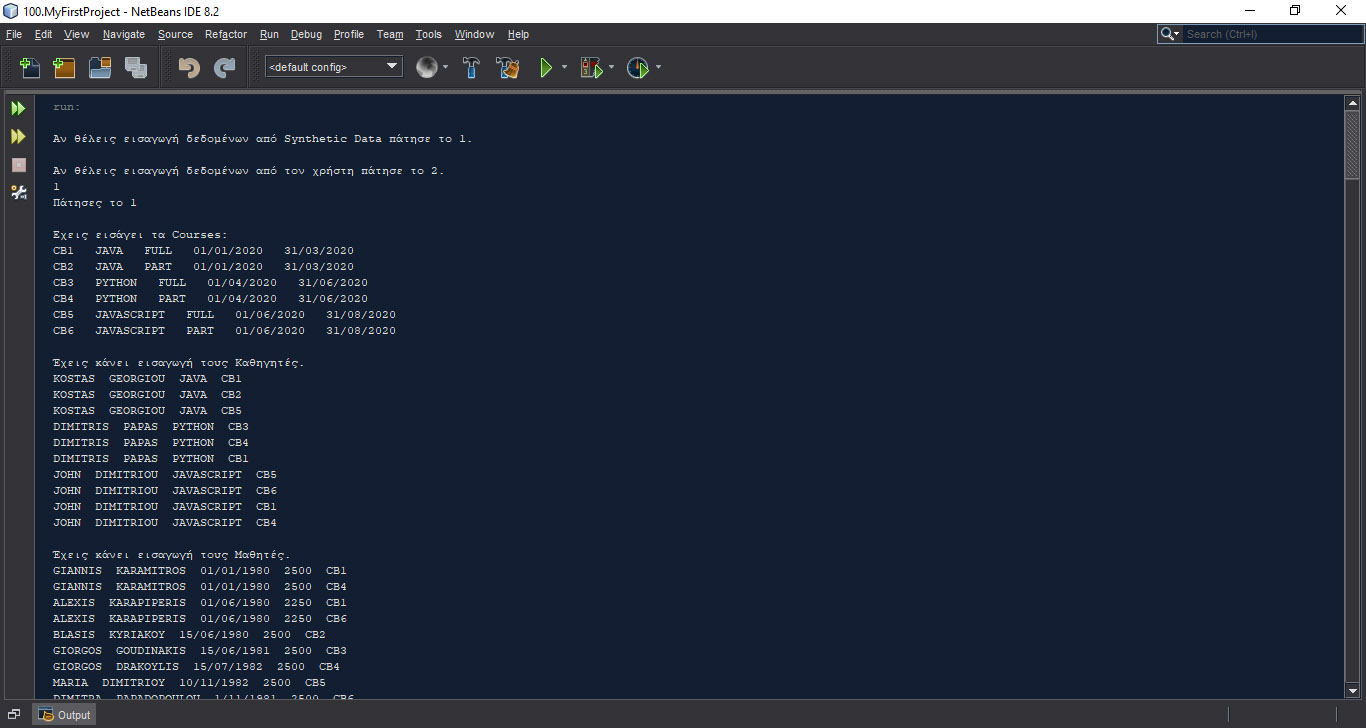 100.MyFirstProject - NetBeans IDE 8.2
File Edit View Navigate Source Refactor Run Debug Profile Team Tools Window Help
Search (Ctrl+I)
<default config>
run:
Αν θέλεις εισαγωγή δεδομένων από Synthetic Data πάτησε το 1.
Αν θέλεις εισαγωγή δεδομένων από τον χρήστη πάτησε το 2.
1
Πάτησες το 1
Εχεις εισάγει τα Courses:
CB1 JAVA FULL 01/01/2020 31/03/2020
CB2 JAVA PART 01/01/2020 31/03/2020
CB3 PYTHON FULL 01/04/2020 31/06/2020
CB4 PYTHON PART 01/04/2020 31/06/2020
CB5 JAVASCRIPT FULL 01/06/2020 31/08/2020
CB6 JAVASCRIPT PART 01/06/2020 31/08/2020
Έχεις κάνει εισαγωγή τους Καθηγητές.
KOSTAS GEORGIOU JAVA CB1
KOSTAS GEORGIOU JAVA CB2
KOSTAS GEORGIOU JAVA CB5
DIMITRIS PAPAS PYTHON CB3
DIMITRIS PAPAS PYTHON CB4
DIMITRIS PAPAS PYTHON CB1
JOHN DIMITRIOU JAVASCRIPT CB5
JOHN DIMITRIOU JAVASCRIPT CB6
JOHN DIMITRIOU JAVASCRIPT CB1
JOHN DIMITRIOU JAVASCRIPT CB4
Έχεις κάνει εισαγωγή τους Μαθητές.
GIANNIS KARAMITROS 01/01/1980 2500 CB1
GIANNIS KARAMITROS 01/01/1980 2500 CB4
ALEXIS KARAPIPERIS 01/06/1980 2250 CB1
ALEXIS KARAPIPERIS 01/06/1980 2250 CB6
BLASIS KYRIAKOY 15/06/1980 2500 CB2
GIORGOS GOUDINAKIS 15/06/1981 2500 CB3
GIORGOS DRAKOYLIS 15/07/1982 2500 CB4
MARIA DIMITRIOY 10/11/1982 2500 CB5
DIMITRA PAPADOPOULOU 1/11/1981 2500 CB6
Output